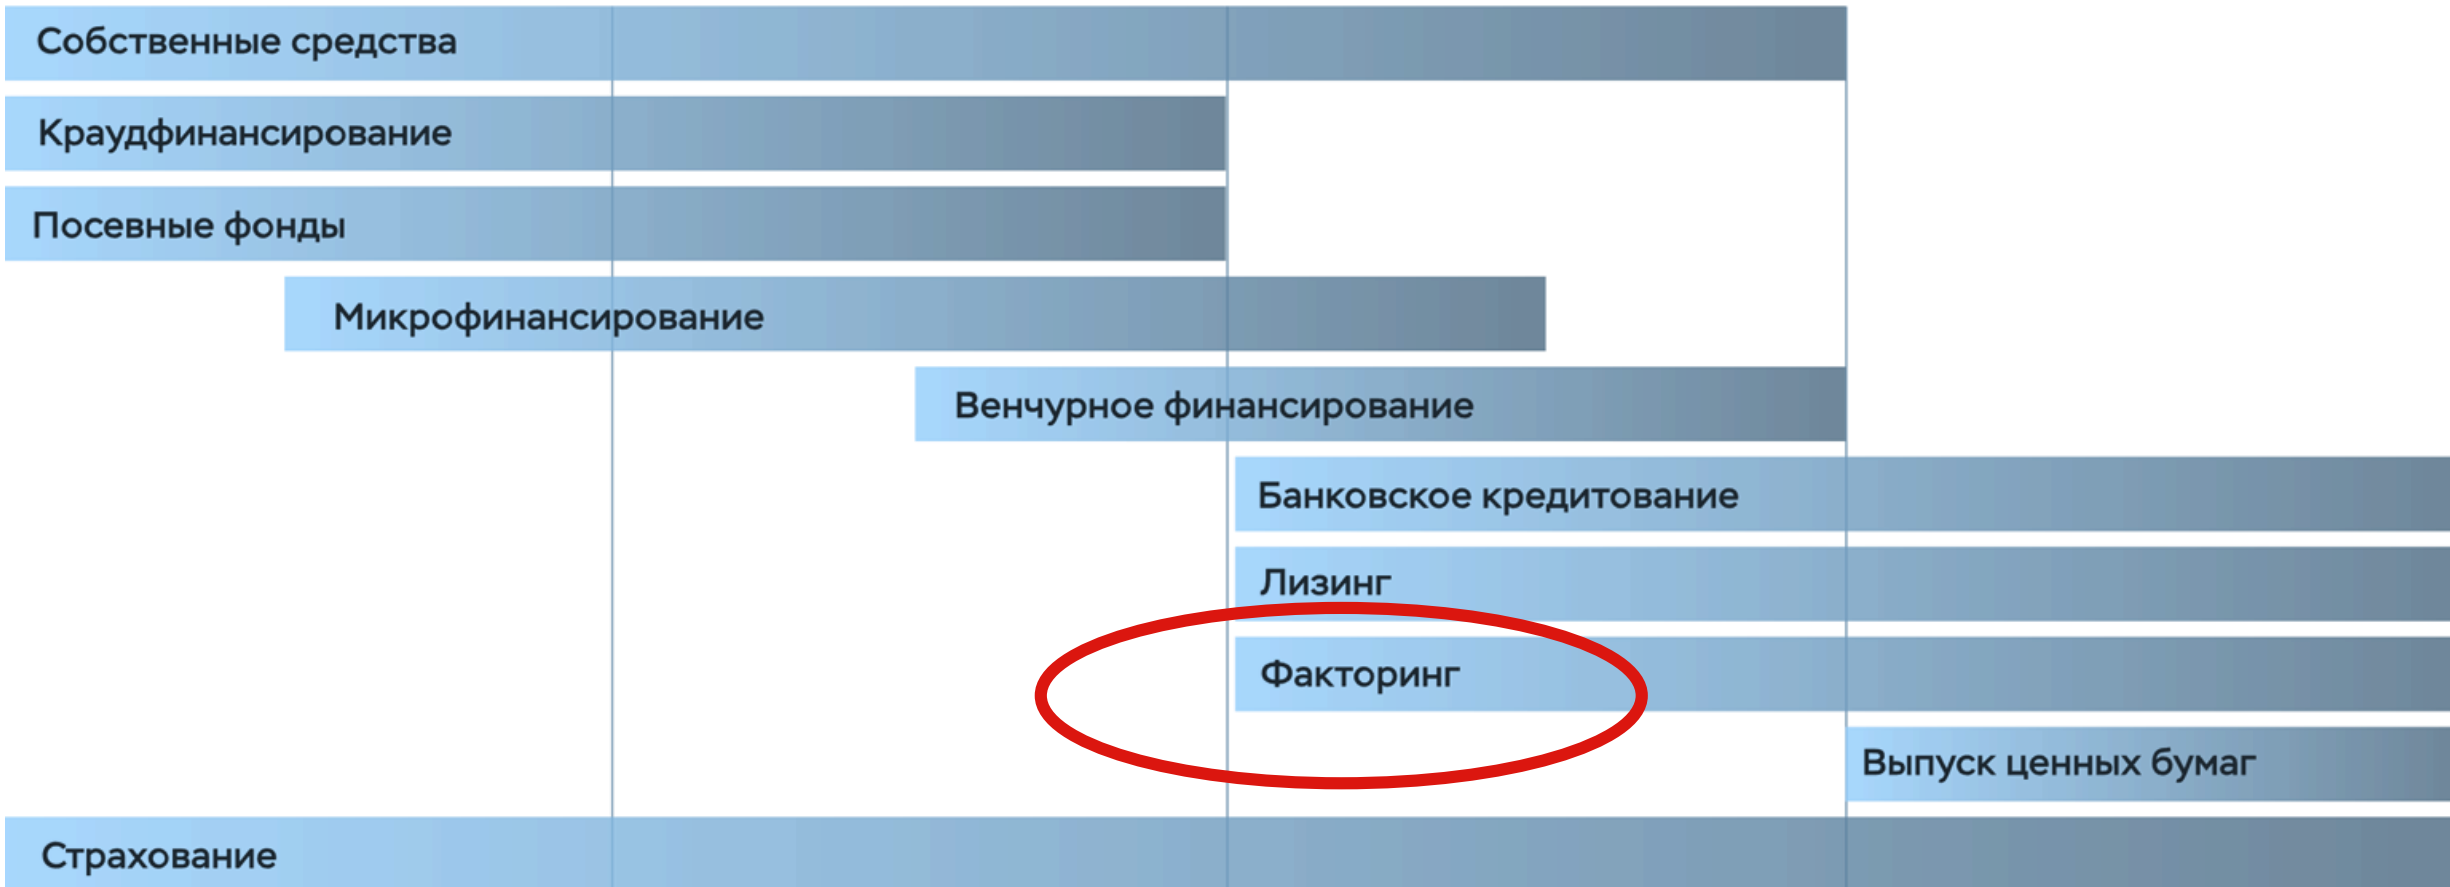 Собственные средства
Краудфинансирование
Посевные фонды
Микрофинансирование
Венчурное финансирование
Банковское кредитование
Лизинг
Факторинг
Выпуск ценных бумаг
Страхование